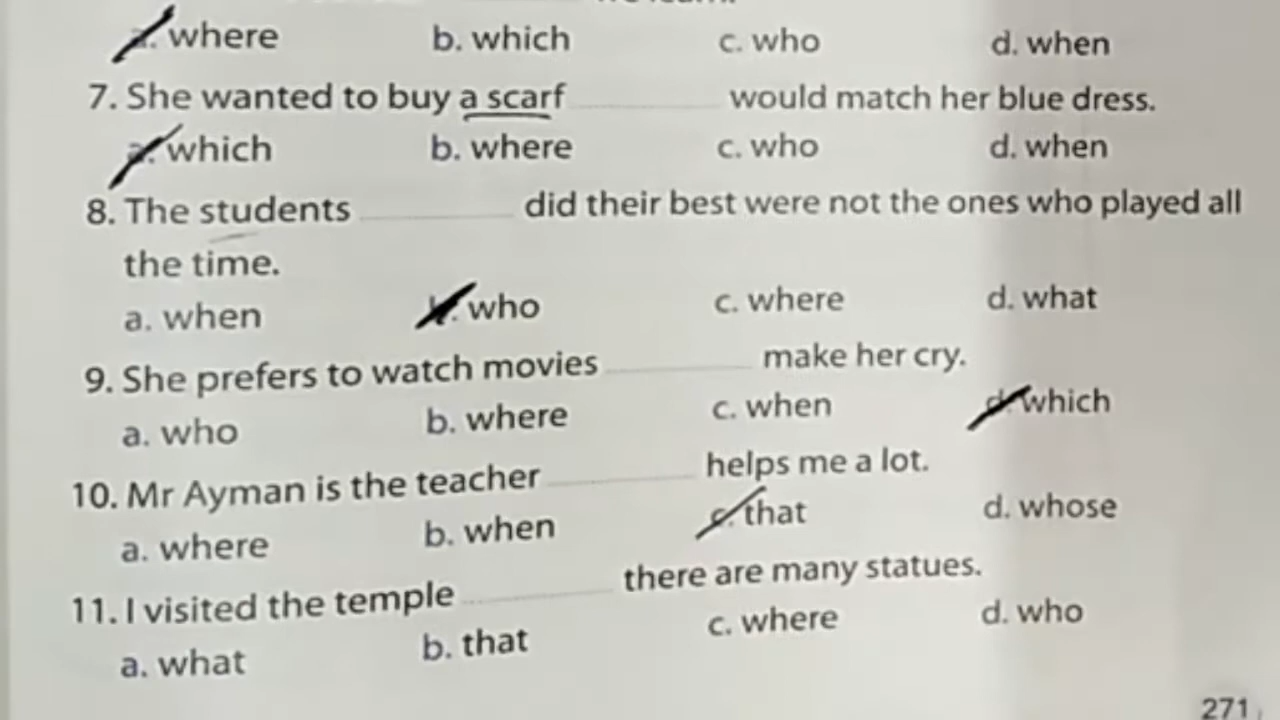 a. where b. which c. who d. when
7. She wanted to buy a scarf would match her blue dress.
a. which b. where c. who d. when
8. The students did their best were not the ones who played all
the time.
a. when b. who c. where d. what
9. She prefers to watch movies make her cry.
a. who b. where c. when d. which
10. Mr Ayman is the teacher helps me a lot.
a. where b. when c. that d. whose
11. I visited the temple there are many statues.
a. what b. that c. where d. who
271